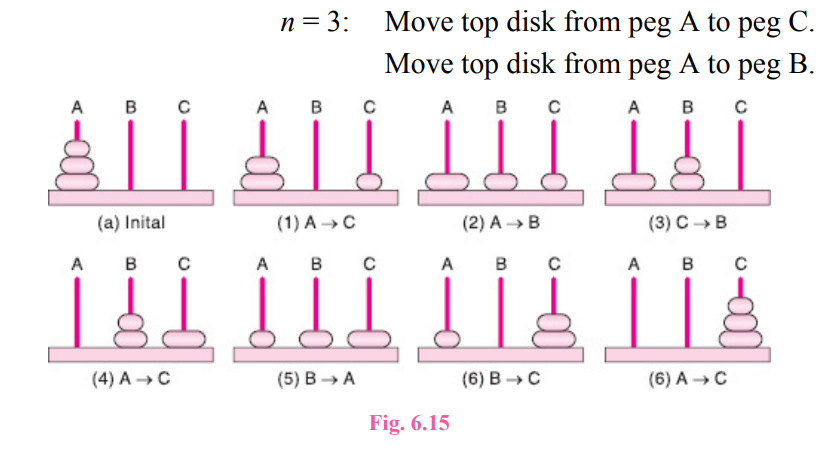 n = 3: Move top disk from peg A to peg C.
Move top disk from peg A to peg B.
A B C A B C A B C A B C
(a) Inital (1) A → C (2) A → B (3) C → B
A B C A B C A B C A B C
(4) A → C (5) B → A (6) B → C (6) A → C
Fig. 6.15